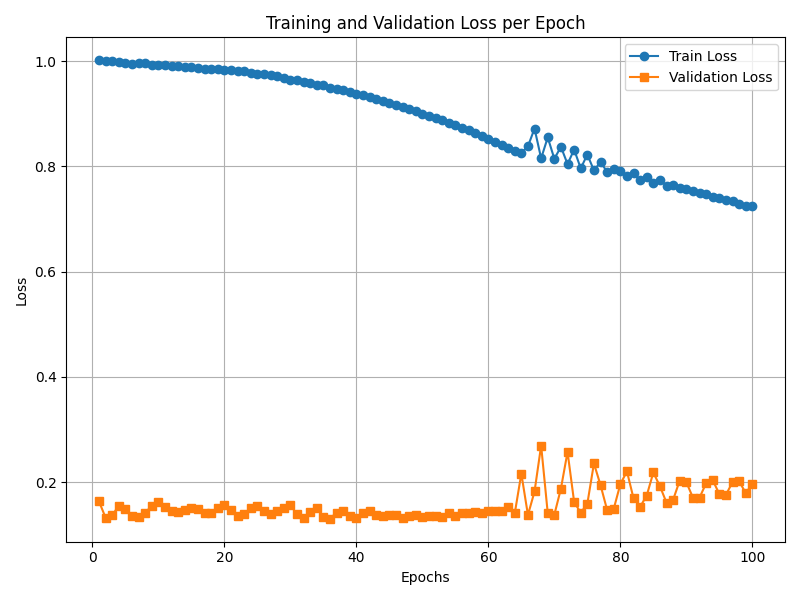 Training and Validation Loss per Epoch
Train Loss
Validation Loss
1.0
0.8
0.6
0.4
0.2
Loss
0 20 40 60 80 100
Epochs